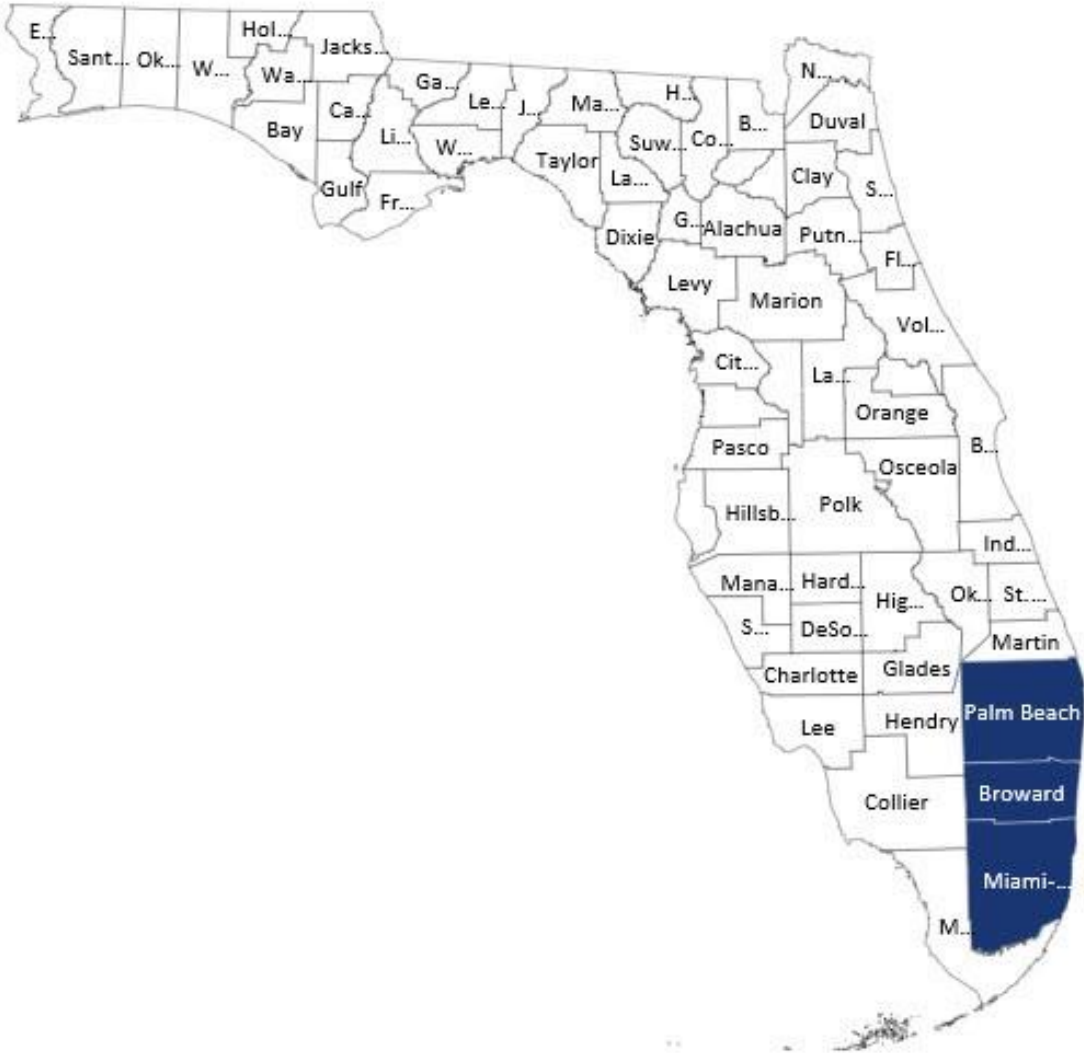 E...
Sant...
Ok...
W...
Hol...
Wa...
Jacks...
Bay
Ca...
Gulf
Li...
Fr...
Ga...
Le...
W...
J...
Ma...
Taylor
H...
Suw...
La...
Dixie
Co...
B...
G...
Alachua
N...
Duval
Clay
S...
Putn...
Fl...
Levy
Marion
Vol...
Cit...
La...
Orange
B...
Pasco
Osceola
Hillsb...
Polk
Ind...
Mana...
Hard...
Hig...
Ok...
St. ...
S...
DeSo...
Martin
Charlotte
Glades
Lee
Hendry
Palm Beach
Collier
Broward
Miami-...
M...